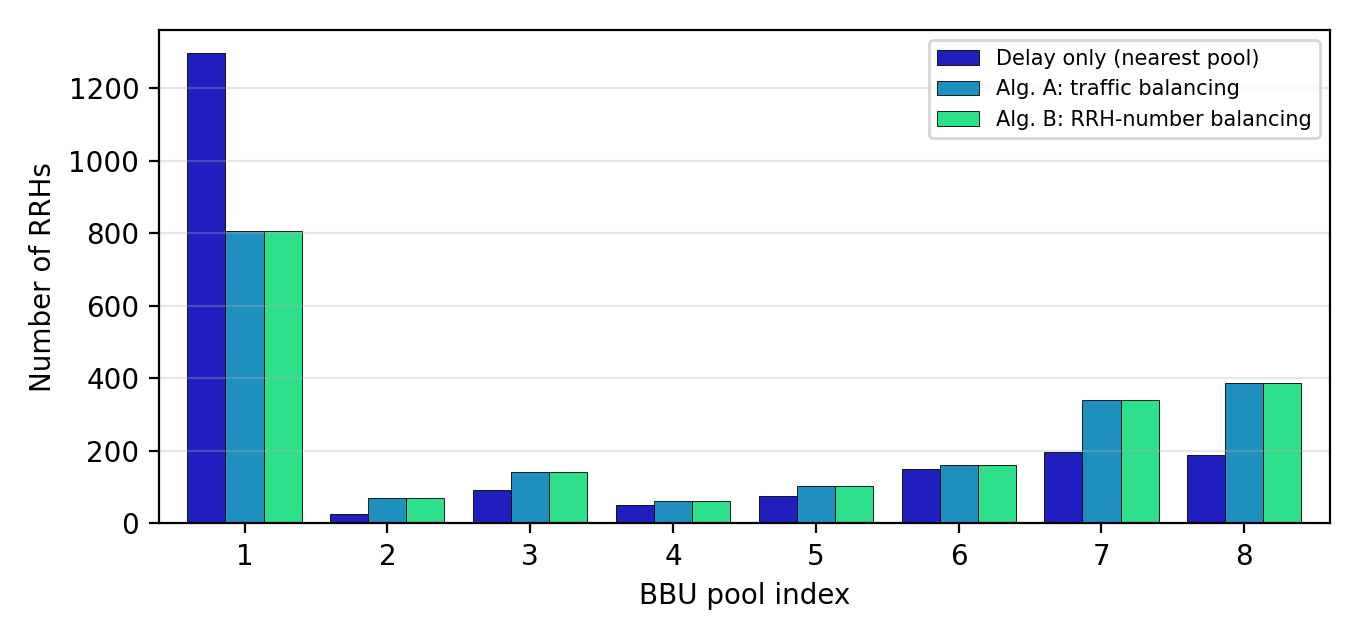 Number of RRHs
1200
1000
800
600
400
200
0
Delay only (nearest pool)
Alg. A: traffic balancing
Alg. B: RRH-number balancing
1 2 3 4 5 6 7 8
BBU pool index